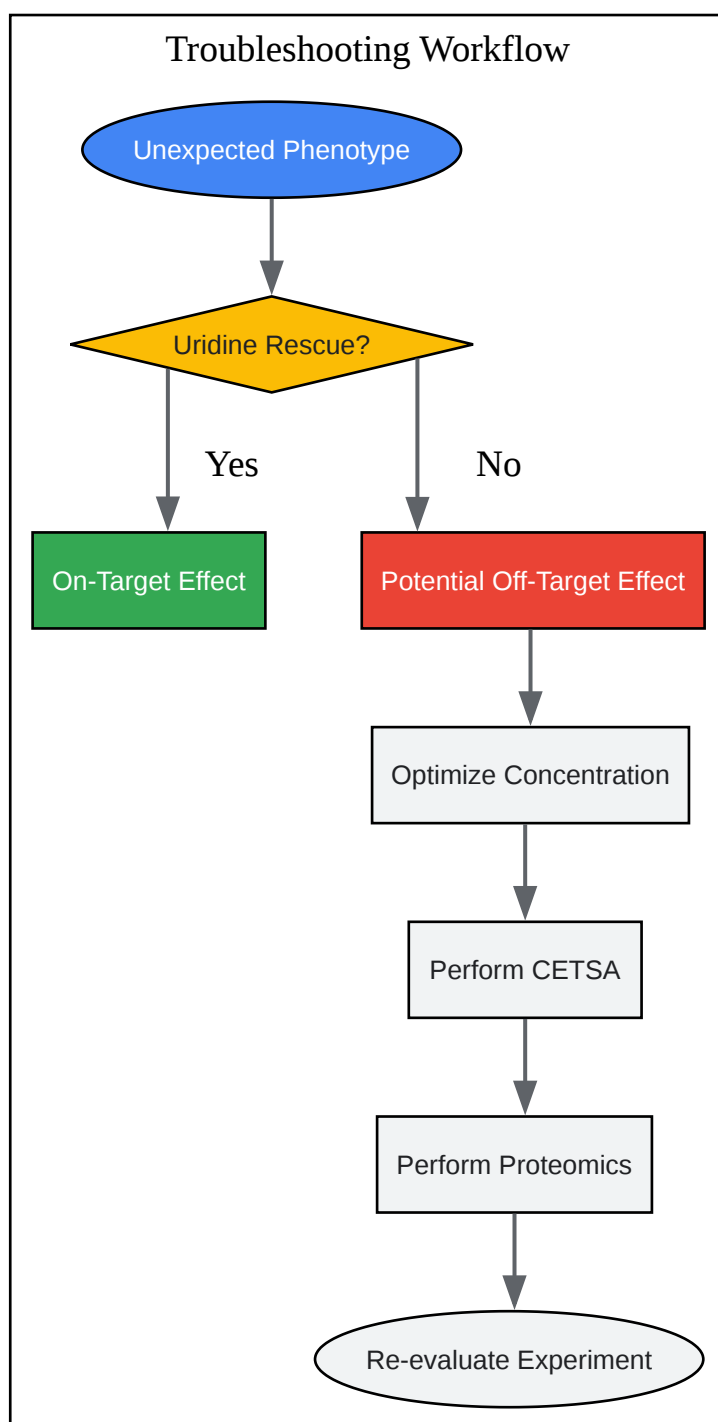 Troubleshooting Workflow
Unexpected Phenotype
Uridine Rescue?
Yes
No
On-Target Effect
Potential Off-Target Effect
Optimize Concentration
Perform CETSA
Perform Proteomics
Re-evaluate Experiment